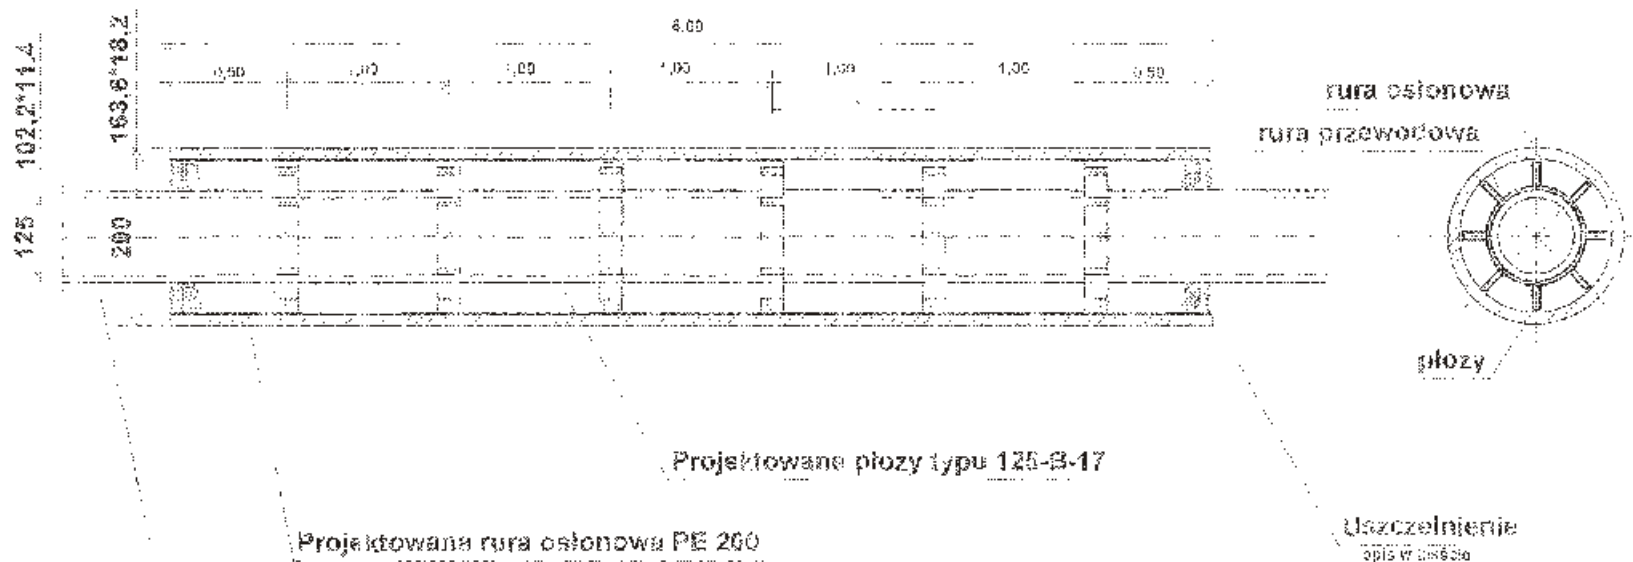 6.00
0,50 1,00 1,00 1,00 1,00 1,00 0,50
102,2*11,4
163,6*18,2
125
200
rura osłonowa
rura przewodowa
płozy
Projektowane płozy typu 125-B-17
Projektowana rura osłonowa PE 200
Uszczelnienie
opis w